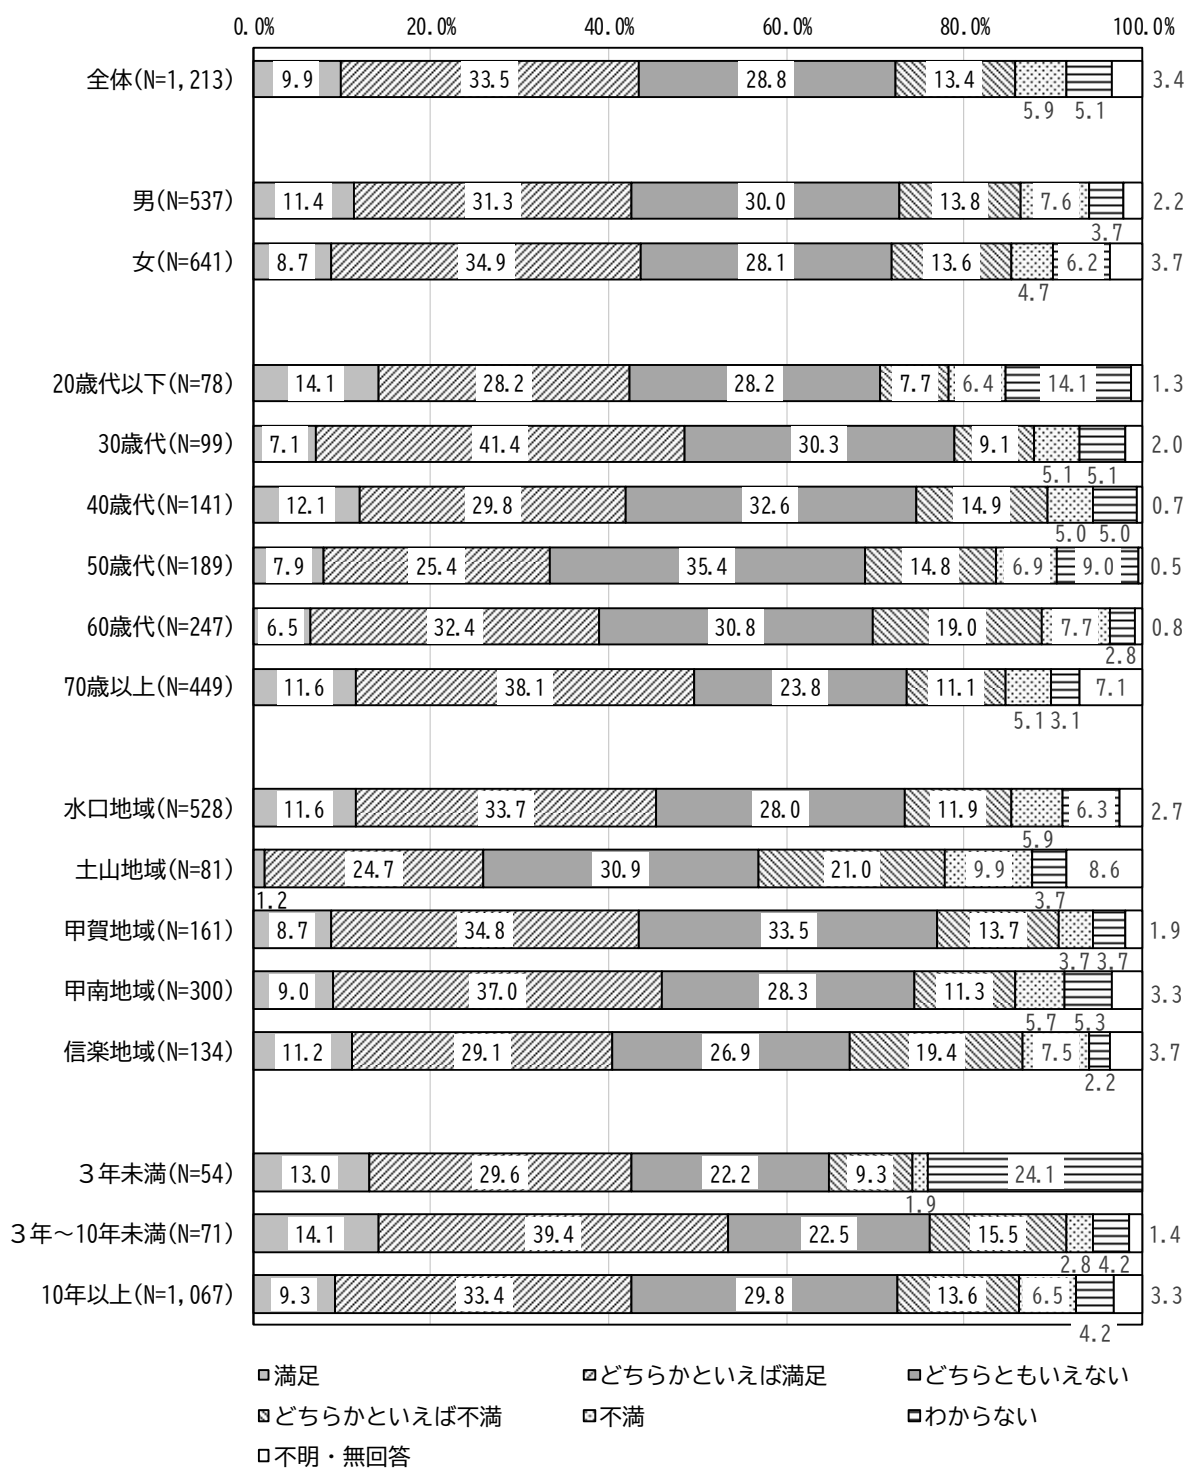 0.0% 20.0% 40.0% 60.0% 80.0% 100.0%
全体(N=1,213) 9.9 33.5 28.8 13.4 3.4
5.9 5.1
男(N=537) 11.4 31.3 30.0 13.8 7.6 2.2
3.7
女(N=641) 8.7 34.9 28.1 13.6 6.2 3.7
4.7
20歳代以下(N=78) 14.1 28.2 28.2 7.7 6.4 14.1 1.3
30歳代(N=99) 7.1 41.4 30.3 9.1 2.0
5.1 5.1
40歳代(N=141) 12.1 29.8 32.6 14.9 0.7
5.0 5.0
50歳代(N=189) 7.9 25.4 35.4 14.8 6.9 9.0 0.5
60歳代(N=247) 6.5 32.4 30.8 19.0 7.7 0.8
2.8
70歳以上(N=449) 11.6 38.1 23.8 11.1 7.1
5.1 3.1
水口地域(N=528) 11.6 33.7 28.0 11.9 6.3 2.7
5.9
土山地域(N=81) 24.7 30.9 21.0 9.9 8.6
1.2 3.7
甲賀地域(N=161) 8.7 34.8 33.5 13.7 1.9
3.7 3.7
甲南地域(N=300) 9.0 37.0 28.3 11.3 3.3
5.7 5.3
信楽地域(N=134) 11.2 29.1 26.9 19.4 7.5 3.7
2.2
３年未満(N=54) 13.0 29.6 22.2 9.3 24.1
1.9
３年～10年未満(N=71) 14.1 39.4 22.5 15.5 1.4
2.8 4.2
10年以上(N=1,067) 9.3 33.4 29.8 13.6 6.5 3.3
4.2
満足 どちらかといえば満足 どちらともいえない
どちらかといえば不満 不満 わからない
不明・無回答